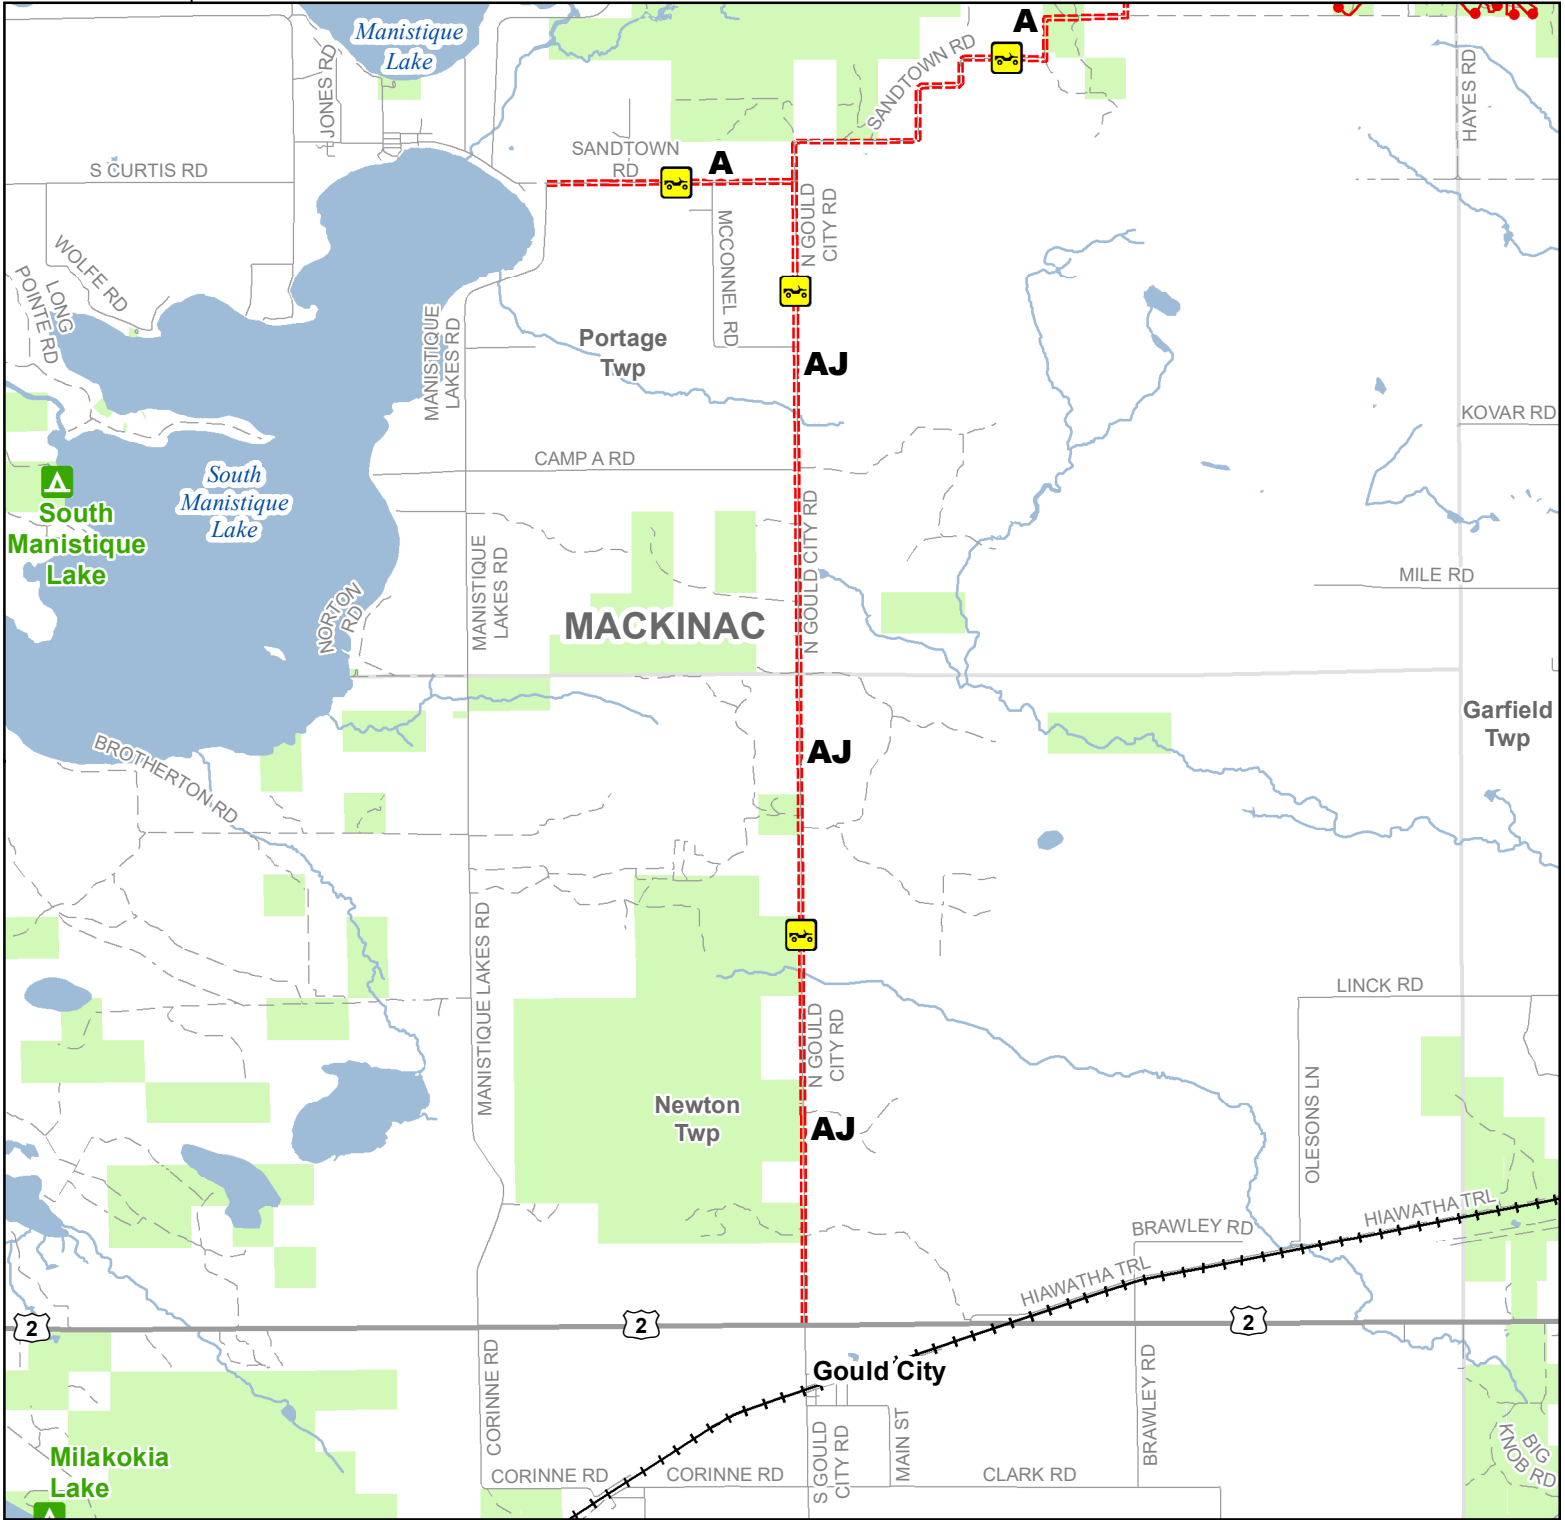 Manistique
Lake
A
SANDTOWN RD
HAYES RD
JONES RD
S CURTIS RD
SANDTOWN
RD
A
N GOULD
CITY RD
MCCONNEL RD
WOLFE RD
LONG
POINTE RD
MANISTIQUE
LAKES RD
Portage
Twp
AJ
KOVAR RD
CAMP A RD
South
Manistique
Lake
South
Manistique
Lake
N GOULD CITY RD
MANISTIQUE
LAKES RD
MILE RD
NORTON
RD
MACKINAC
Garfield
Twp
AJ
BROTHERTON RD
MANISTIQUE LAKES RD
LINCK RD
N GOULD
CITY RD
OLESONS LN
Newton
Twp
AJ
HIAWATHA TRL
BRAWLEY RD
HIAWATHA TRL
2
2
2
Gould City
CORINNE RD
BRAWLEY RD
MAIN ST
S GOULD
CITY RD
BIG
KNOB RD
Milakokia
Lake
CORINNE RD
CORINNE RD
CLARK RD